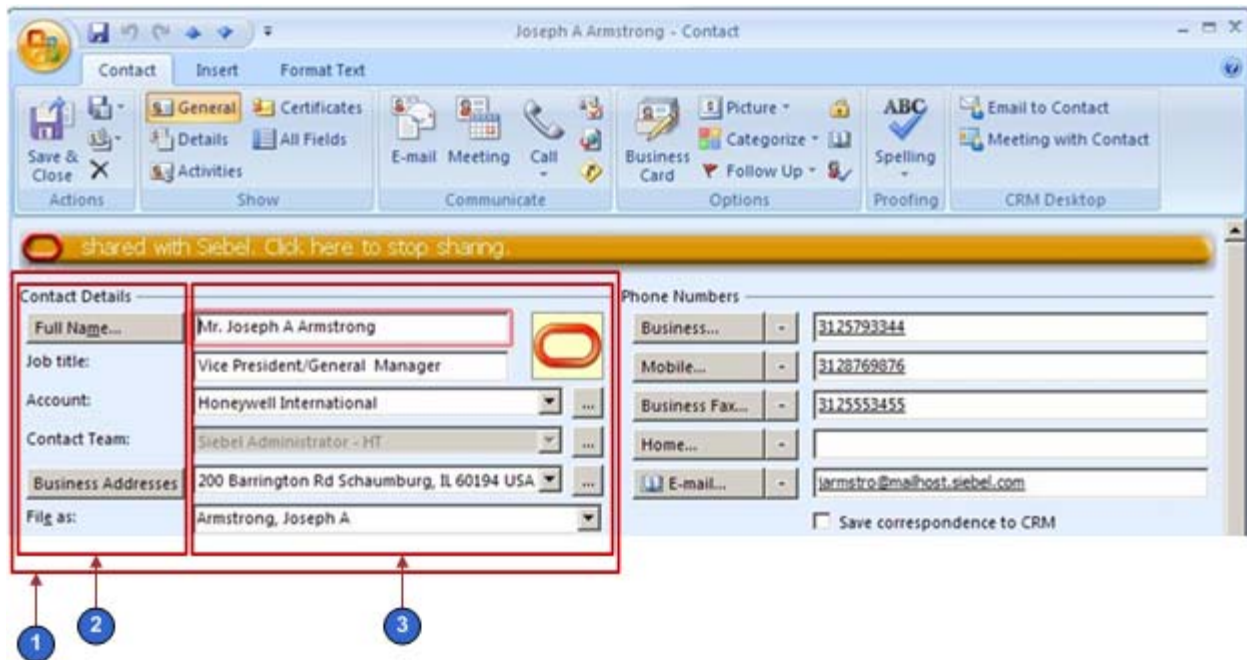 Joseph A Armstrong - Contact
Contact Insert Format Text
Save & Close
General
Details
Activities
Certificates
All Fields
E-mail
Meeting
Call
Business Card
Picture
Categorize
Follow Up
ABC
Spelling
Email to Contact
Meeting with Contact
Actions Show Communicate Options Proofing CRM Desktop
shared with Siebel. Click here to stop sharing.
Contact Details
Full Name... Mr. Joseph A Armstrong
Job title: Vice President/General Manager
Account: Honeywell International ...
Contact Team: Siebel Administrator - HT ...
Business Addresses 200 Barrington Rd Schaumburg, IL 60194 USA ...
File as: Armstrong, Joseph A
Phone Numbers
Business... - 3125793344
Mobile... - 3128769876
Business Fax... - 3125553455
Home... -
E-mail... - jarmstro@mailhost.siebel.com
Save correspondence to CRM
1
2
3